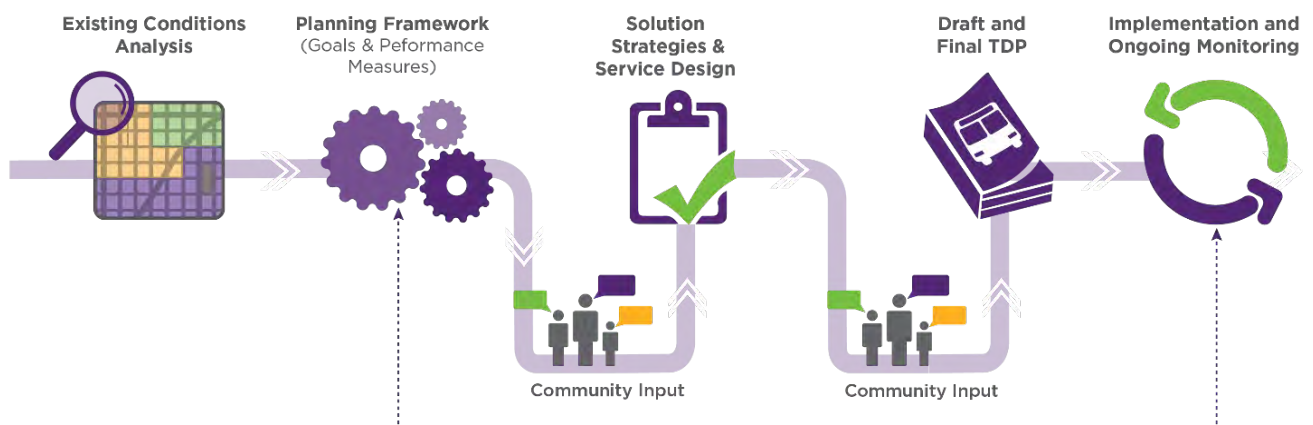 Existing Conditions
Analysis
Planning Framework
(Goals & Peformance
Measures)
Solution
Strategies &
Service Design
Draft and
Final TDP
Implementation and
Ongoing Monitoring
Community Input
Community Input